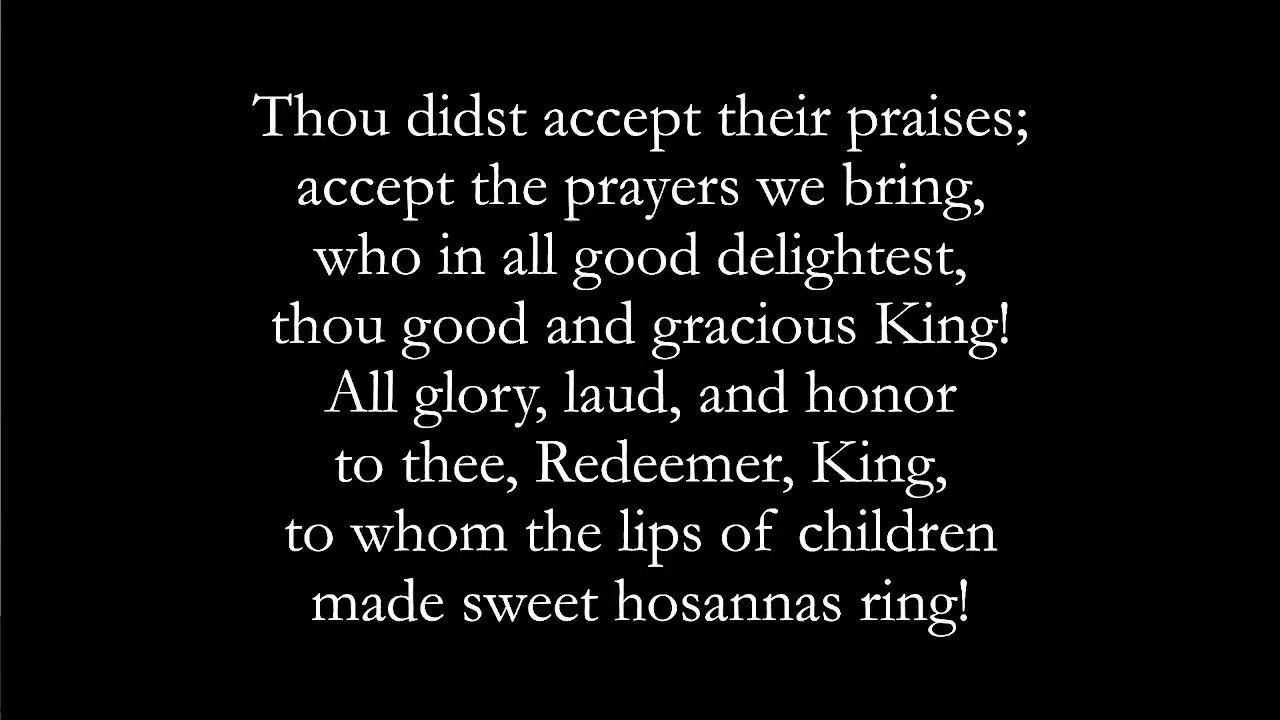 Thou didst accept their praises;
accept the prayers we bring,
who in all good delightest,
thou good and gracious King!
All glory, laud, and honor
to thee, Redeemer, King,
to whom the lips of children
made sweet hosannas ring!